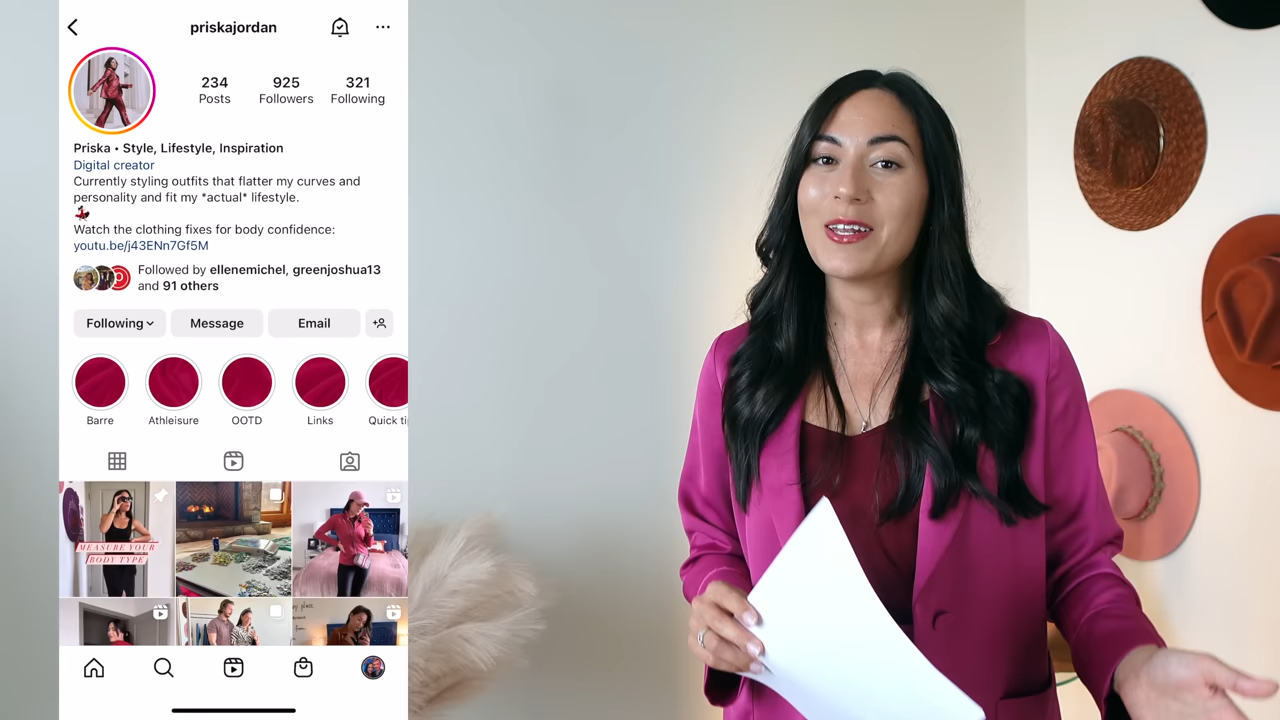 priskajordan
234
925
321
Posts
Followers
Following
Priska • Style, Lifestyle, Inspiration
Digital creator
Currently styling outfits that flatter my curves and
personality and fit my *actual* lifestyle.
💃
Watch the clothing fixes for body confidence:
youtu.be/j43ENn7Gf5M
Followed by ellenemichel, greenjoshua13
and 91 others
Following
Message
Email
Barre
Athleisure
OOTD
Links
Quick ti
MEASURE YOUR
BODY TYPE